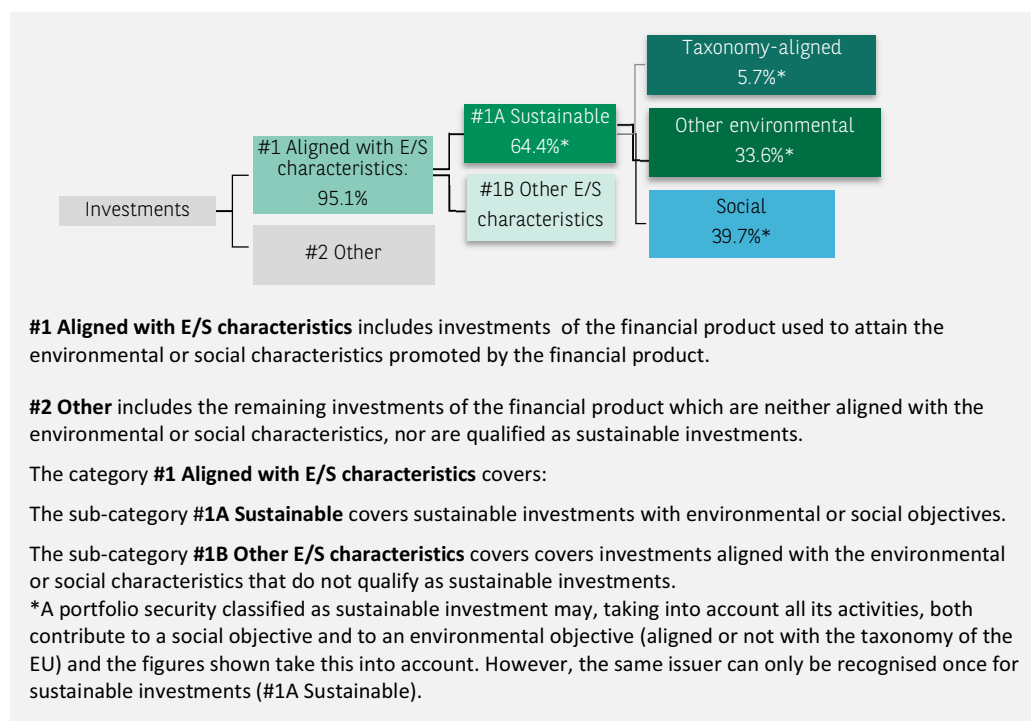 Taxonomy-aligned
5.7%*
#1A Sustainable
64.4%*
Other environmental
33.6%*
#1 Aligned with E/S
characteristics:
95.1%
#1B Other E/S
characteristics
Investments
Social
39.7%*
#2 Other
#1 Aligned with E/S characteristics includes investments of the financial product used to attain the
environmental or social characteristics promoted by the financial product.
#2 Other includes the remaining investments of the financial product which are neither aligned with the
environmental or social characteristics, nor are qualified as sustainable investments.
The category #1 Aligned with E/S characteristics covers:
The sub-category #1A Sustainable covers sustainable investments with environmental or social objectives.
The sub-category #1B Other E/S characteristics covers covers investments aligned with the environmental
or social characteristics that do not qualify as sustainable investments.
*A portfolio security classified as sustainable investment may, taking into account all its activities, both
contribute to a social objective and to an environmental objective (aligned or not with the taxonomy of the
EU) and the figures shown take this into account. However, the same issuer can only be recognised once for
sustainable investments (#1A Sustainable).